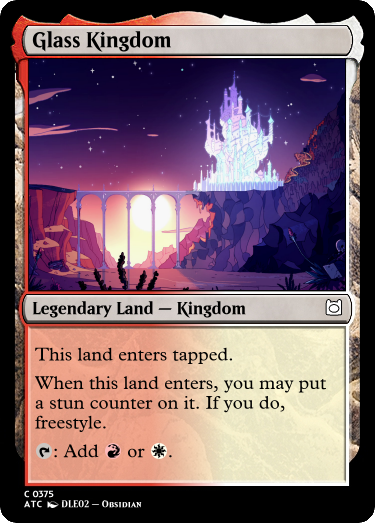 Glass Kingdom
Legendary Land — Kingdom
This land enters tapped.
When this land enters, you may put
a stun counter on it. If you do,
freestyle.
: Add or .
C 0375
ATC DLE02 — Obsidian